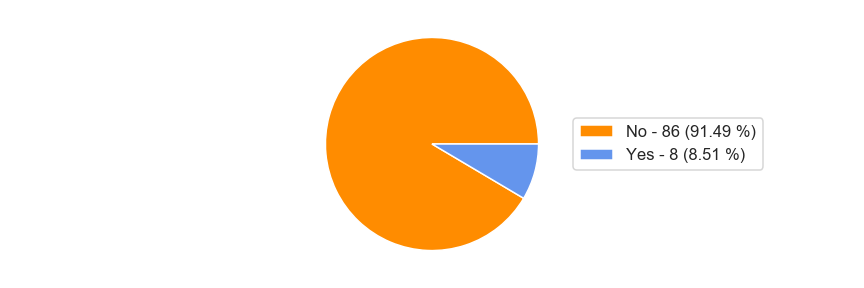 No - 86 (91.49 %)
Yes - 8 (8.51 %)